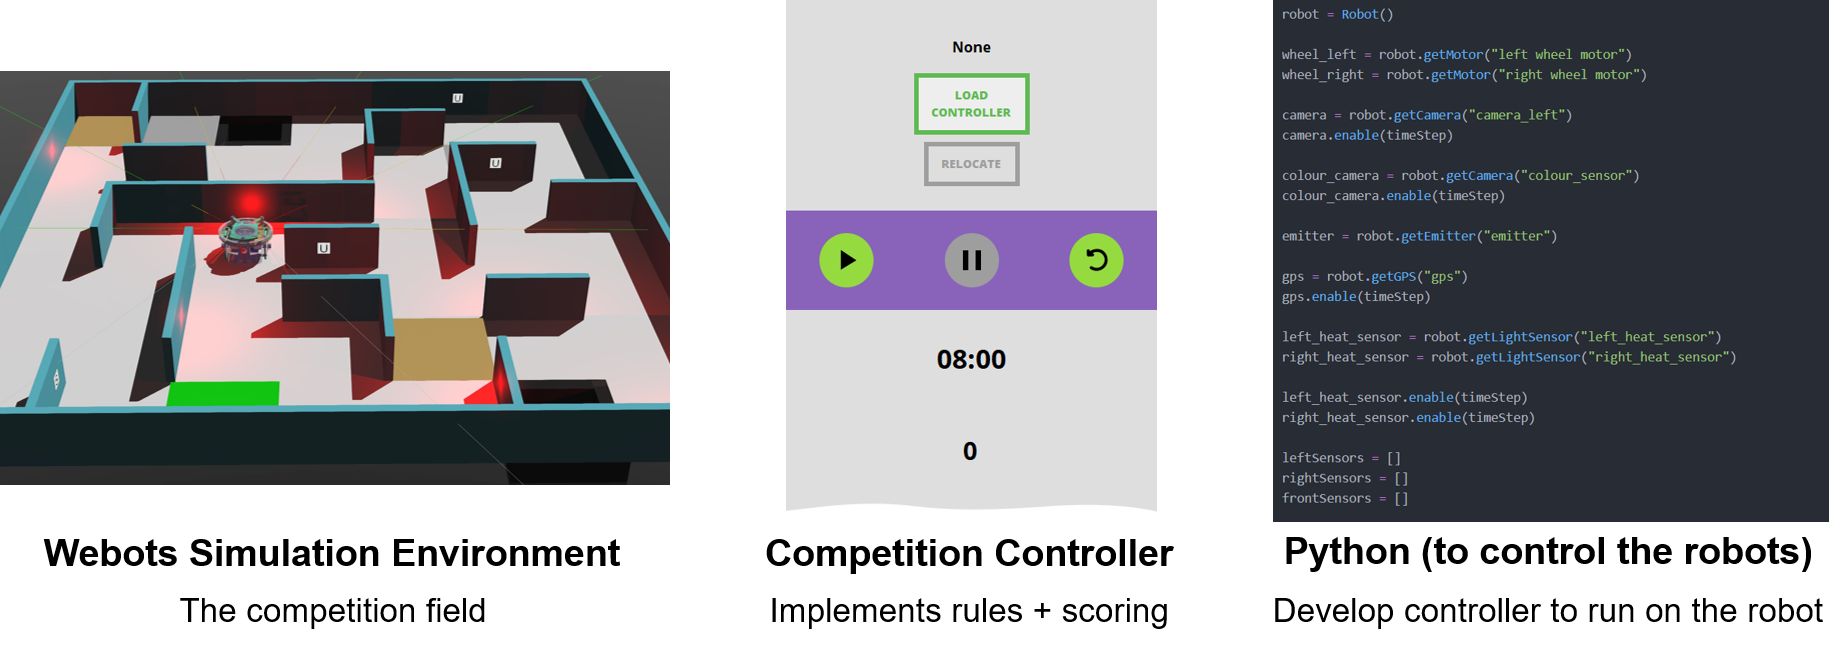 U
U
U
U
Webots Simulation Environment
The competition field
None
LOAD
CONTROLLER
RELOCATE
08:00
0
Competition Controller
Implements rules + scoring
robot = Robot()
wheel_left = robot.getMotor("left wheel motor")
wheel_right = robot.getMotor("right wheel motor")
camera = robot.getCamera("camera_left")
camera.enable(timeStep)
colour_camera = robot.getCamera("colour_sensor")
colour_camera.enable(timeStep)
emitter = robot.getEmitter("emitter")
gps = robot.getGPS("gps")
gps.enable(timeStep)
left_heat_sensor = robot.getLightSensor("left_heat_sensor")
right_heat_sensor = robot.getLightSensor("right_heat_sensor")
left_heat_sensor.enable(timeStep)
right_heat_sensor.enable(timeStep)
leftSensors = []
rightSensors = []
frontSensors = []
Python (to control the robots)
Develop controller to run on the robot